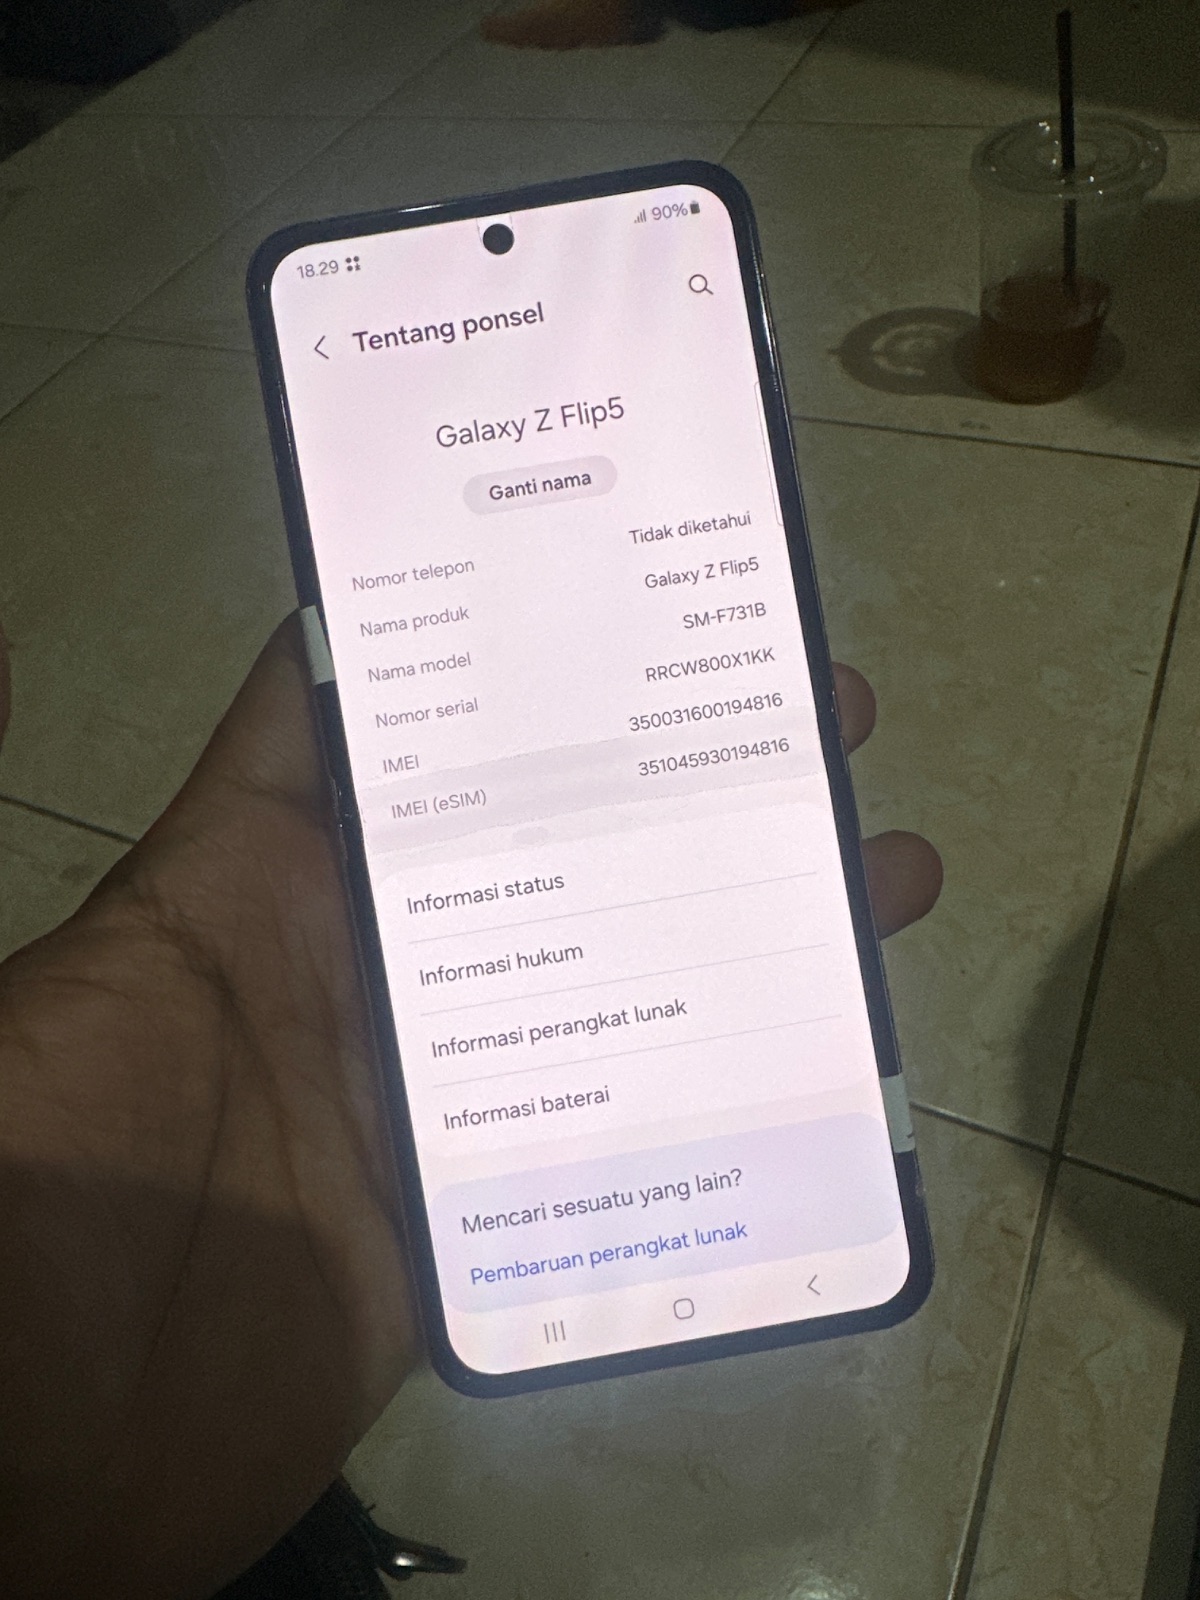 18.29
90%
Tentang ponsel
Galaxy Z Flip5
Ganti nama
Nomor telepon Tidak diketahui
Nama produk Galaxy Z Flip5
Nama model SM-F731B
Nomor serial RRCW800X1KK
IMEI 350031600194816
IMEI (eSIM) 351045930194816
Informasi status
Informasi hukum
Informasi perangkat lunak
Informasi baterai
Mencari sesuatu yang lain?
Pembaruan perangkat lunak